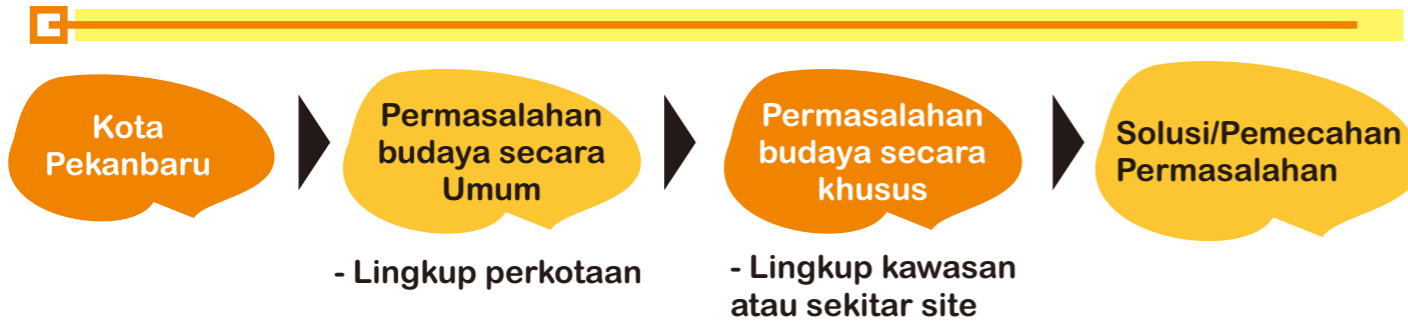 Kota
Pekanbaru
Permasalahan
budaya secara
Umum
- Lingkup perkotaan
Permasalahan
budaya secara
khusus
- Lingkup kawasan
atau sekitar site
Solusi/Pemecahan
Permasalahan